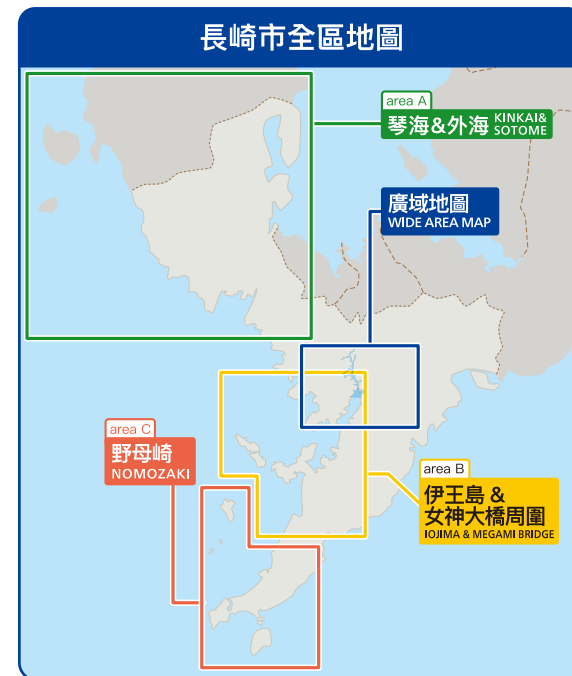 長崎市全區地圖
area A
琴海&外海 KINKAI& SOTOME
廣域地圖
WIDE AREA MAP
area C
野母崎
NOMOZAKI
area B
伊王島 &
女神大橋周圍
IOJIMA & MEGAMI BRIDGE